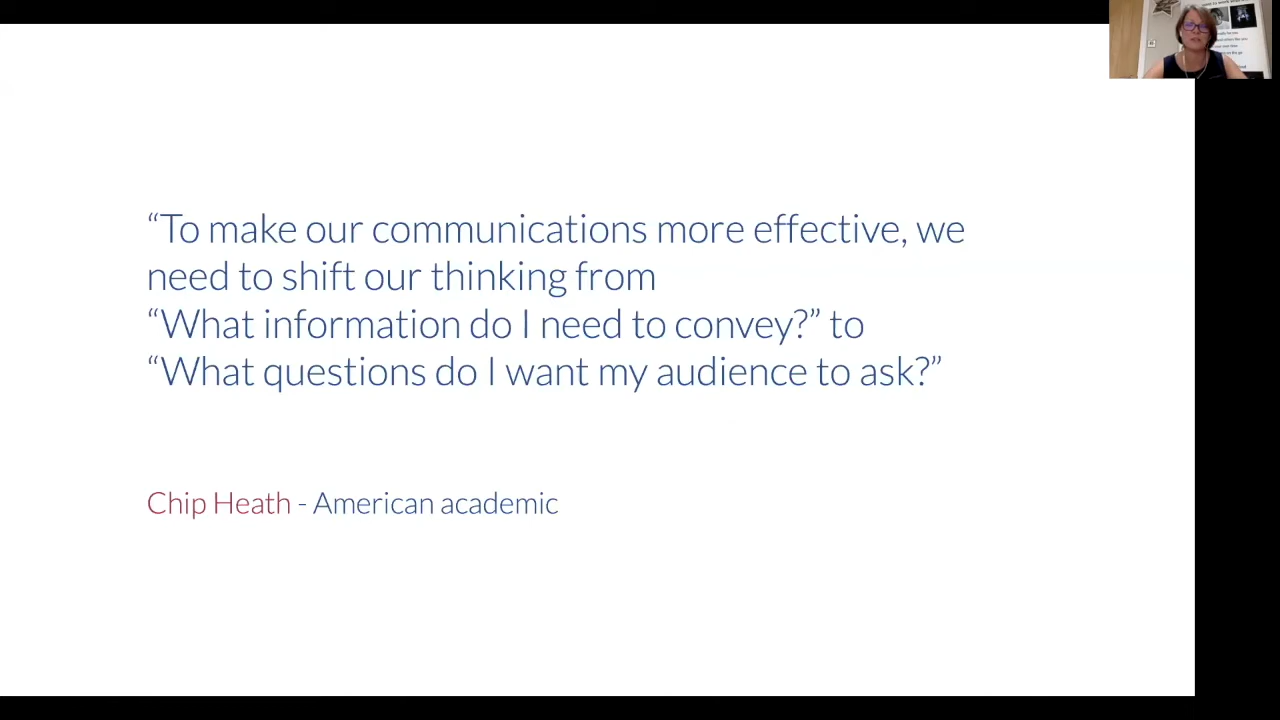 “To make our communications more effective, we
need to shift our thinking from
“What information do I need to convey?” to
“What questions do I want my audience to ask?”
Chip Heath - American academic